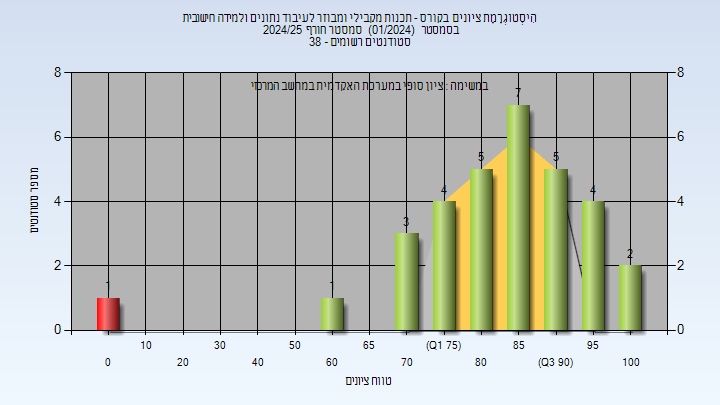 היסטוגרמת ציונים בקורס - תכנות מקבילי ומבוזר לעיבוד נתונים ולמידה חישובית
בסמסטר (01/2024) סמסטר חורף 2024/25
סטודנטים רשומים - 38
במשימה : ציון סופי במערכת האקדמית במחשב המרכזי
8 8
7
6 6
5 5
4 4 4 4
3
2 2 2
1 1
0 0
10 30 50 65 (Q1 75) 85 95
0 20 40 60 70 80 (Q3 90) 100
טווח ציונים
מספר סטודנטים